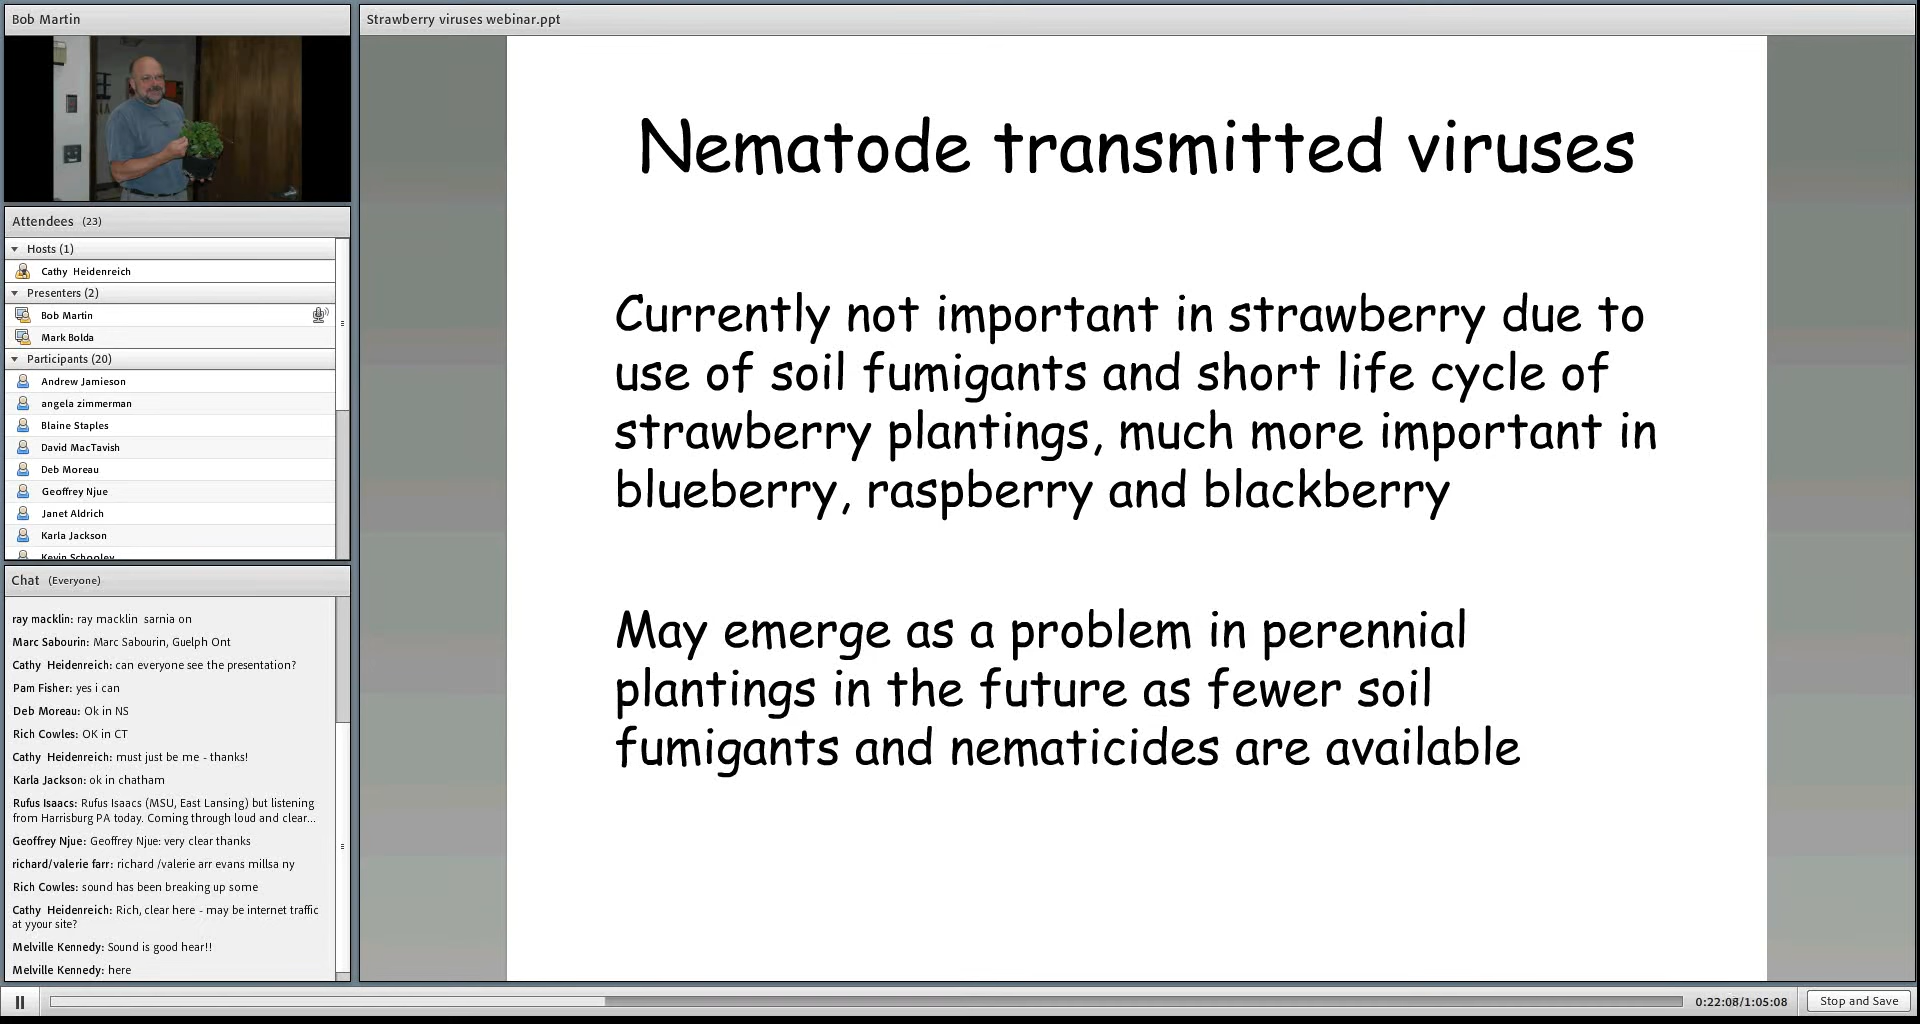 Bob Martin
Attendees (23)
Hosts (1)
Cathy Heidenreich
Presenters (2)
Bob Martin
Mark Bolda
Participants (20)
Andrew Jamieson
angela zimmerman
Blaine Staples
David MacTavish
Deb Moreau
Geoffrey Njue
Janet Aldrich
Karla Jackson
Kevin Schooley
Chat (Everyone)
ray macklin: ray macklin sarnia on
Marc Sabourin: Marc Sabourin, Guelph Ont
Cathy Heidenreich: can everyone see the presentation?
Pam Fisher: yes i can
Deb Moreau: Ok in NS
Rich Cowles: OK in CT
Cathy Heidenreich: must just be me - thanks!
Karla Jackson: ok in chatham
Rufus Isaacs: Rufus Isaacs (MSU, East Lansing) but listening
from Harrisburg PA today. Coming through loud and clear...
Geoffrey Njue: Geoffrey Njue: very clear thanks
richard/valerie farr: richard /valerie arr evans millsa ny
Rich Cowles: sound has been breaking up some
Cathy Heidenreich: Rich, clear here - may be internet traffic
at yyour site?
Melville Kennedy: Sound is good hear!!
Melville Kennedy: here
Strawberry viruses webinar.ppt
Nematode transmitted viruses
Currently not important in strawberry due to
use of soil fumigants and short life cycle of
strawberry plantings, much more important in
blueberry, raspberry and blackberry
May emerge as a problem in perennial
plantings in the future as fewer soil
fumigants and nematicides are available
0:22:08/1:05:08
Stop and Save